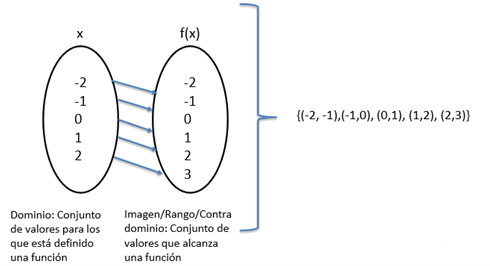 x
f(x)
-2
-1
0
1
2
-2
-1
0
1
2
3
{(-2, -1),(-1,0), (0,1), (1,2), (2,3)}
Dominio: Conjunto
de valores para los
que está definido
una función
Imagen/Rango/Contra
dominio: Conjunto de
valores que alcanza
una función